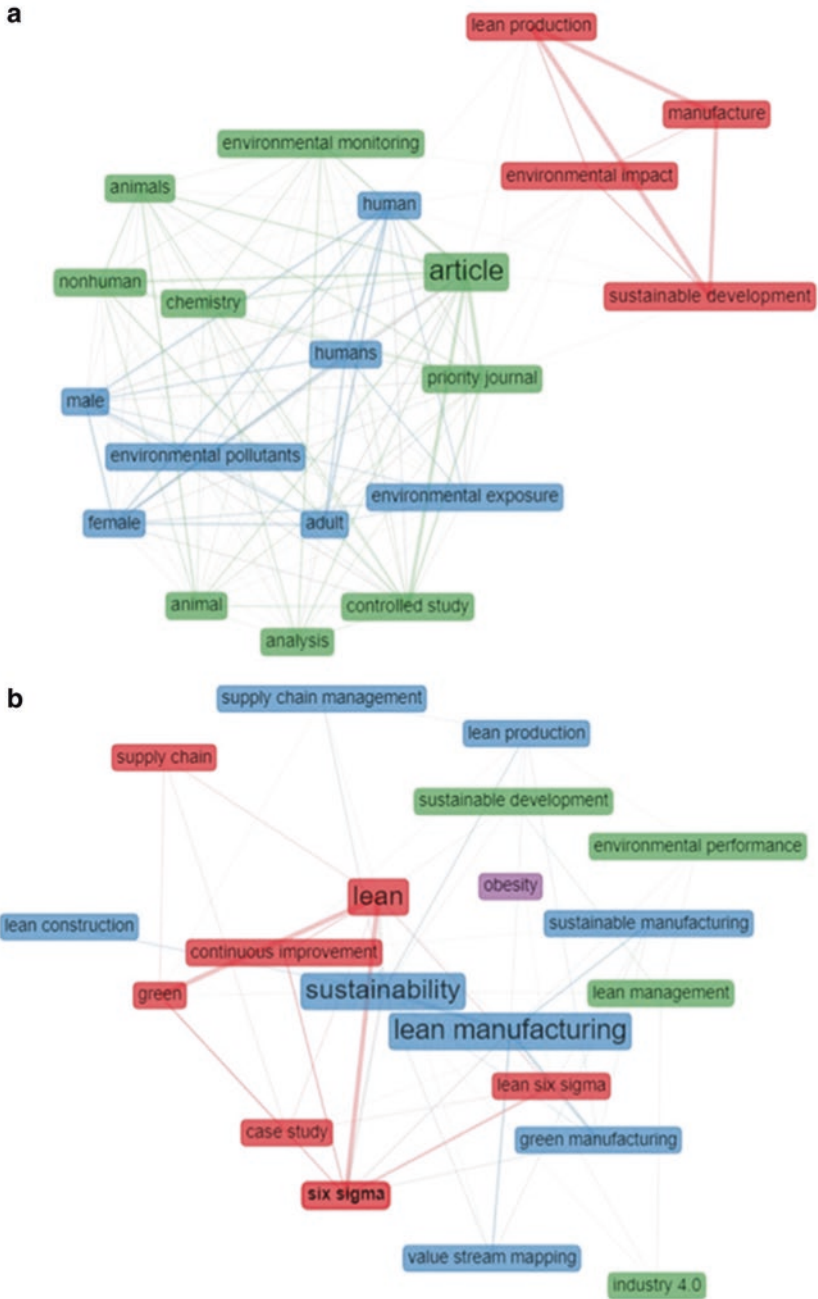 a
lean production
manufacture
environmental monitoring
environmental impact
animals
human
article
nonhuman
chemistry
sustainable development
humans
priority journal
male
environmental pollutants
environmental exposure
female
adult
animal
controlled study
analysis
b
supply chain management
lean production
supply chain
sustainable development
environmental performance
obesity
lean
lean construction
sustainable manufacturing
continuous improvement
green
sustainability
lean management
lean manufacturing
lean six sigma
case study
green manufacturing
six sigma
value stream mapping
industry 4.0